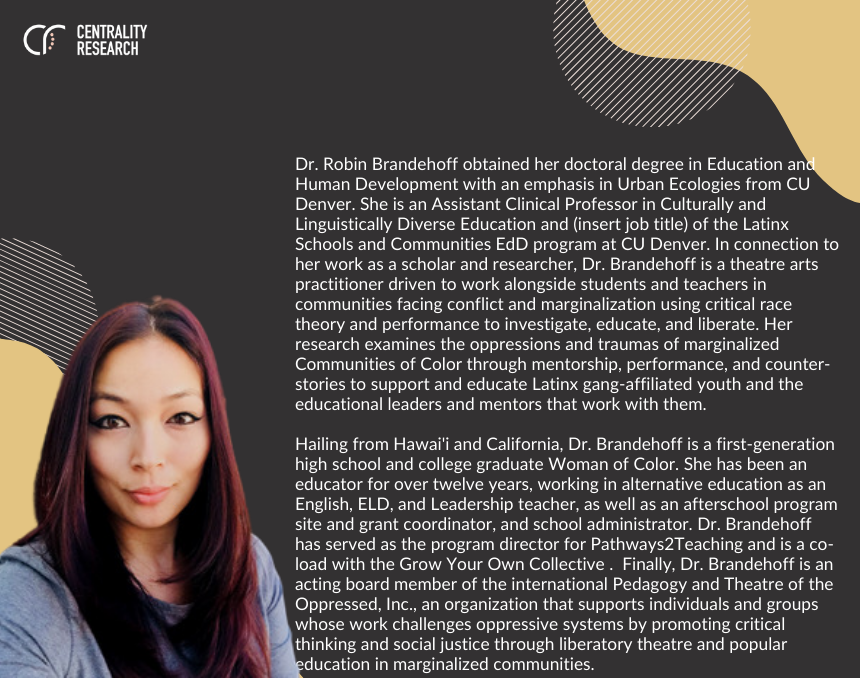 CENTRALITY
RESEARCH
Dr. Robin Brandehoff obtained her doctoral degree in Education and
Human Development with an emphasis in Urban Ecologies from CU
Denver. She is an Assistant Clinical Professor in Culturally and
Linguistically Diverse Education and (insert job title) of the Latinx
Schools and Communities EdD program at CU Denver. In connection to
her work as a scholar and researcher, Dr. Brandehoff is a theatre arts
practitioner driven to work alongside students and teachers in
communities facing conflict and marginalization using critical race
theory and performance to investigate, educate, and liberate. Her
research examines the oppressions and traumas of marginalized
Communities of Color through mentorship, performance, and counter-
stories to support and educate Latinx gang-affiliated youth and the
educational leaders and mentors that work with them.
Hailing from Hawai'i and California, Dr. Brandehoff is a first-generation
high school and college graduate Woman of Color. She has been an
educator for over twelve years, working in alternative education as an
English, ELD, and Leadership teacher, as well as an afterschool program
site and grant coordinator, and school administrator. Dr. Brandehoff
has served as the program director for Pathways2Teaching and is a co-
load with the Grow Your Own Collective .  Finally, Dr. Brandehoff is an
acting board member of the international Pedagogy and Theatre of the
Oppressed, Inc., an organization that supports individuals and groups
whose work challenges oppressive systems by promoting critical
thinking and social justice through liberatory theatre and popular
education in marginalized communities.